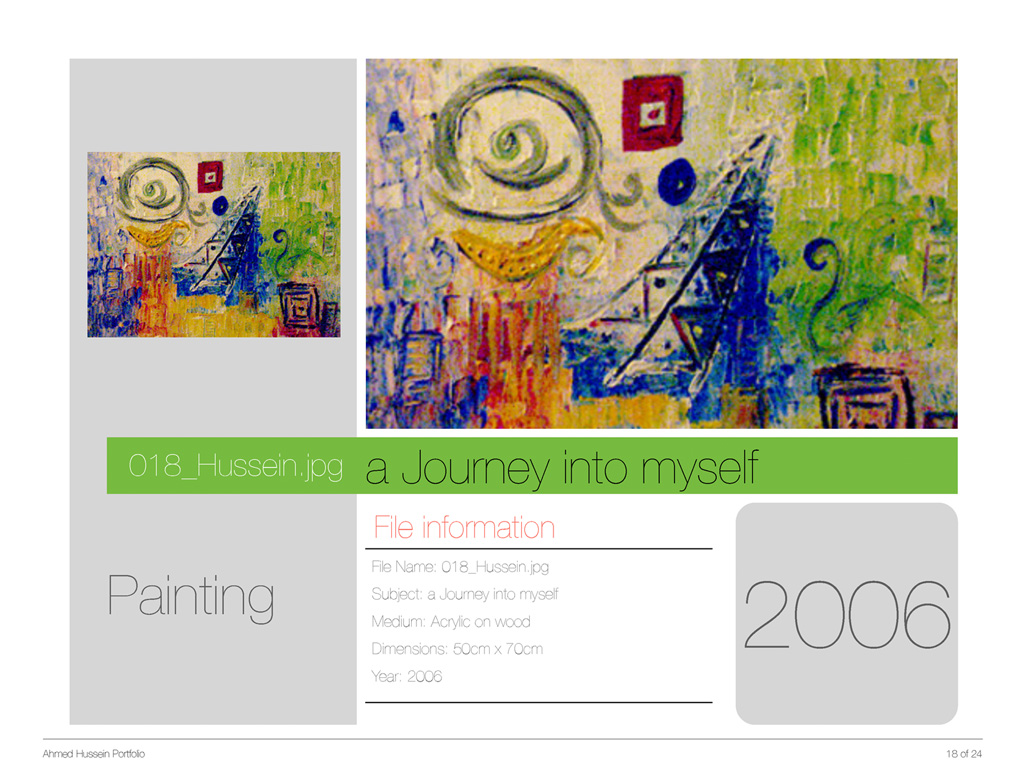 018_Hussein.jpg
a Journey into myself
Painting
File information
File Name: 018_Hussein.jpg
Subject: a Journey into myself
Medium: Acrylic on wood
Dimensions: 50cm x 70cm
Year: 2006
2006
Ahmed Hussein Portfolio
18 of 24